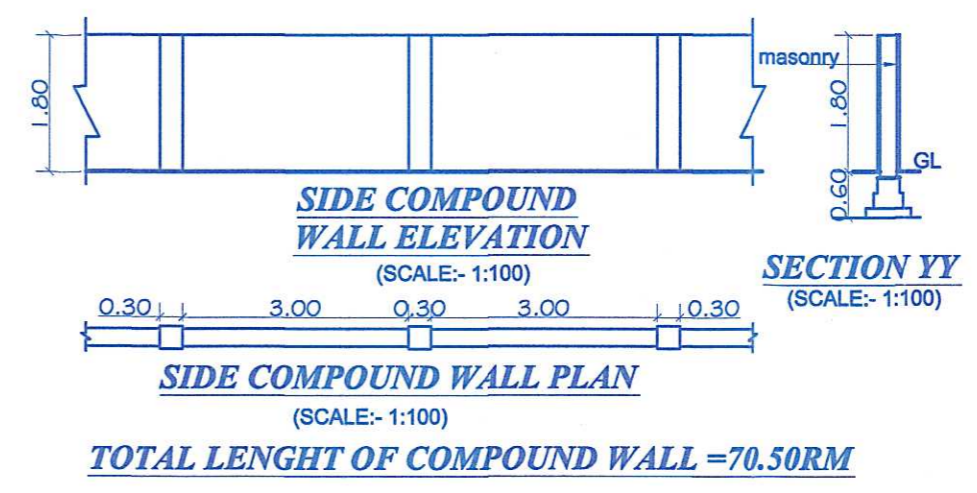 1.80
SIDE COMPOUND
WALL ELEVATION
(SCALE:- 1:100)
masonry
1.80
GL
0.60
SECTION YY
(SCALE:- 1:100)
0.30 3.00 0.30 3.00 0.30
SIDE COMPOUND WALL PLAN
(SCALE:- 1:100)
TOTAL LENGHT OF COMPOUND WALL =70.50RM